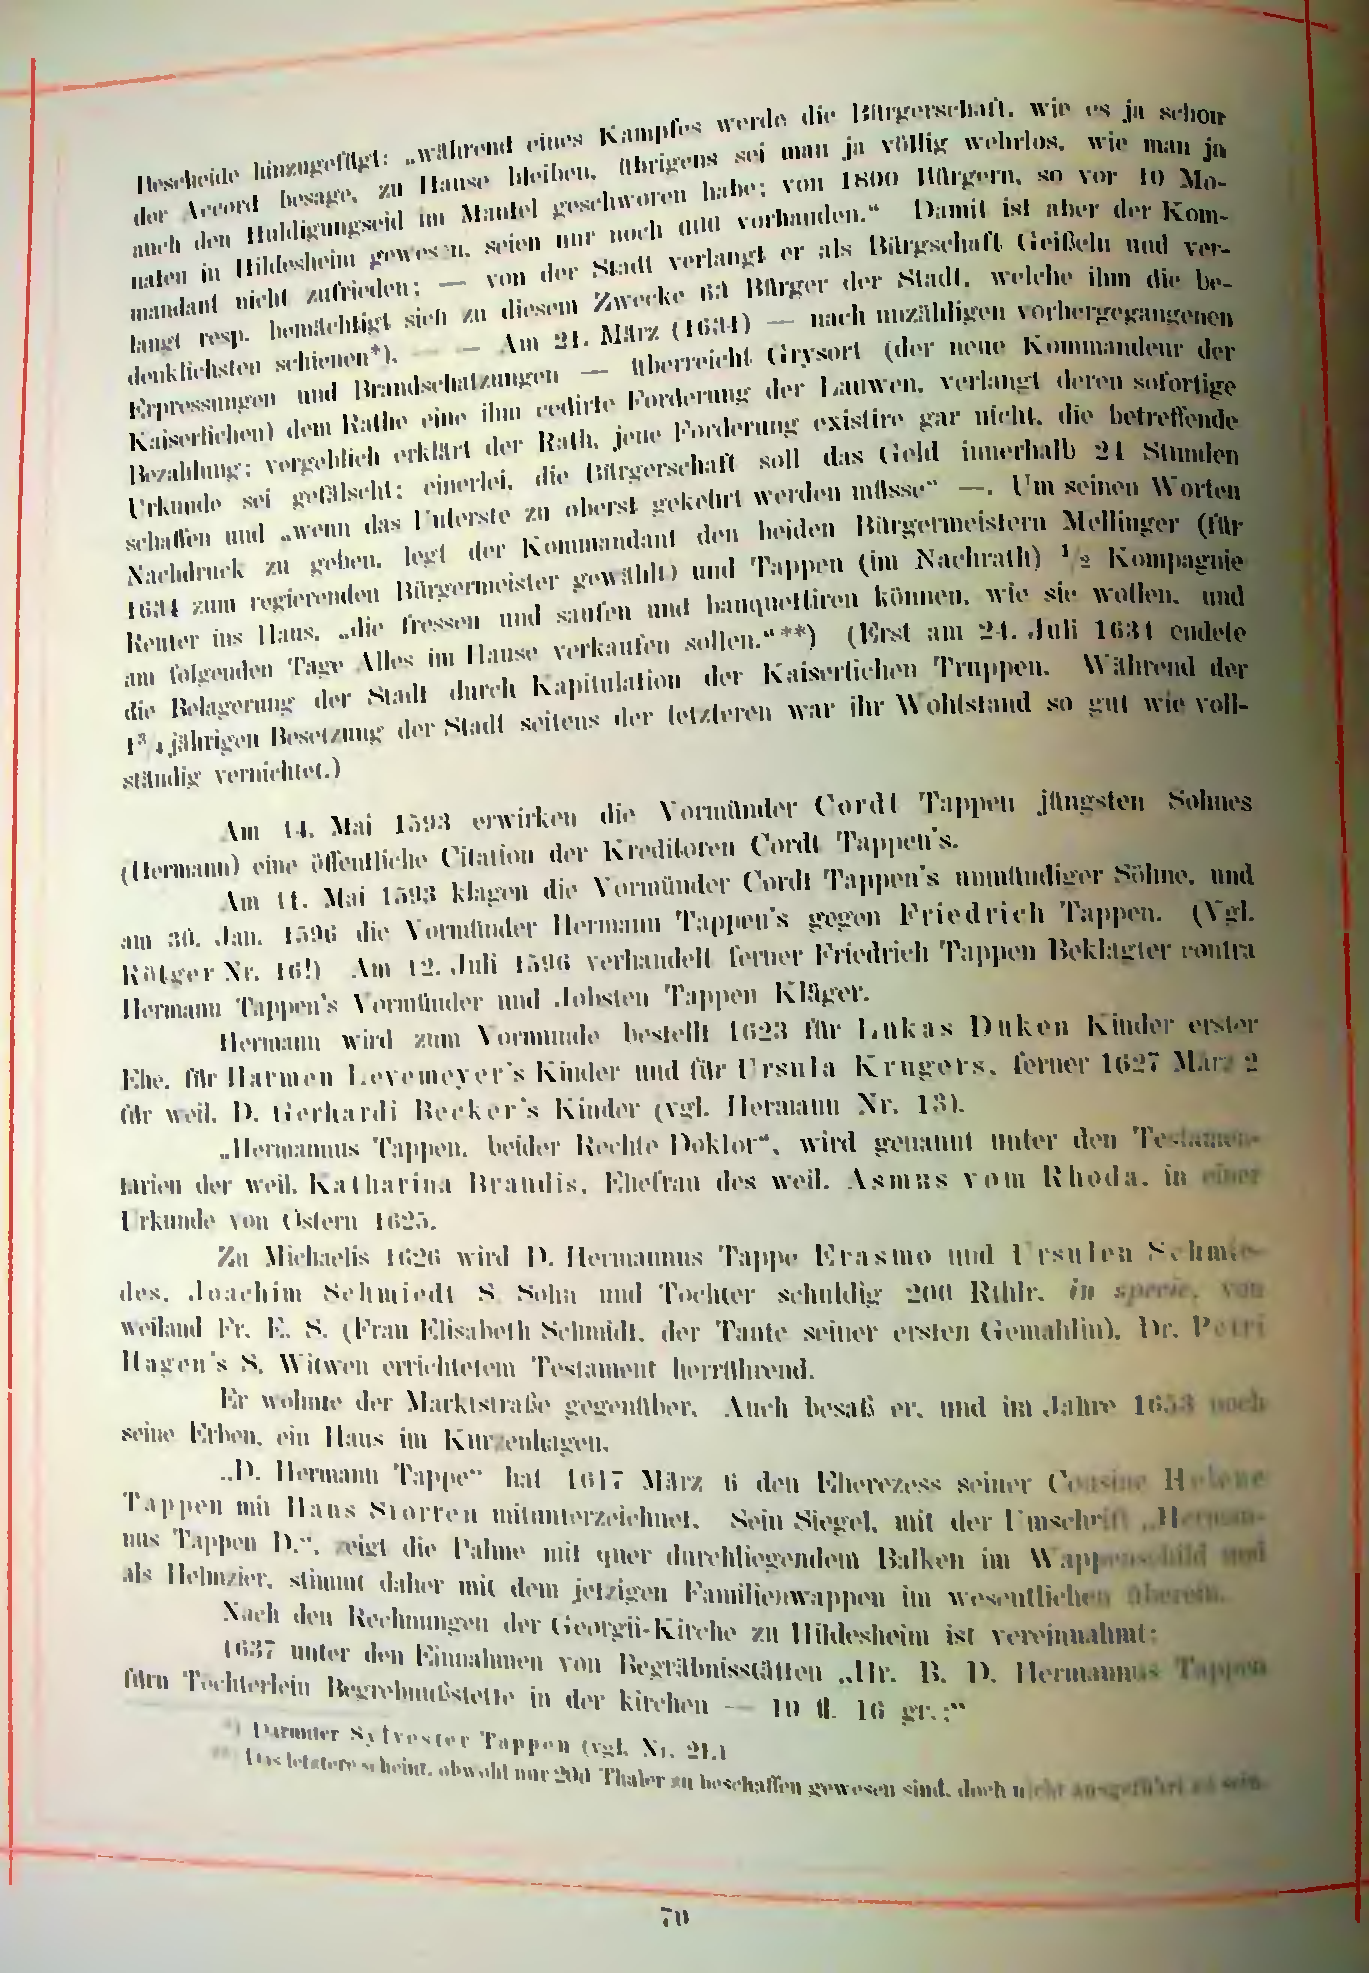 Bescheide hinzugefügt: „während eines Kampfes werde die Bürgerschaft, wie es ja schon
der Accord besage, zu Hause bleiben, übrigens sei man ja völlig wehrlos, wie man ja
auch den Huldigungseid im Mantel geschworen habe; von 1800 Bürgern, so vor 10 Mo-
naten in Hildesheim gewesen, seien nur noch 600 vorhanden.“ Damit ist aber der Kom-
mandant nicht zufrieden; — von der Stadt verlangt er als Bürgschaft Geißeln und ver-
langt resp. bemächtigt sich zu diesem Zwecke 63 Bürger der Stadt, welche ihm die be-
denklichsten schienen*). — — Am 21. März (1634) — nach unzähligen vorhergegangenen
Erpressungen und Brandschatzungen — überreicht Grysort (der neue Kommandeur der
Kaiserlichen) dem Rathe eine ihm cedirte Forderung der Lauwen, verlangt deren sofortige
Bezahlung; vergeblich erklärt der Rath, jene Forderung existire gar nicht, die betreffende
Urkunde sei gefälscht; einerlei, die Bürgerschaft soll das Geld innerhalb 24 Stunden
schaffen und „wenn das Unterste zu oberst gekehrt werden müsse“ —. Um seinen Worten
Nachdruck zu geben, legt der Kommandant den beiden Bürgermeistern Mellinger (für
1634 zum regierenden Bürgermeister gewählt) und Tappen (im Nachrath) 1/2 Kompagnie
Reuter ins Haus, „die fressen und saufen und banquettiren können, wie sie wollen, und
am folgenden Tage Alles im Hause verkaufen sollen.“**) (Erst am 24. Juli 1634 endete
die Belagerung der Stadt durch Kapitulation der Kaiserlichen Truppen. Während der
1 3/4 jährigen Besetzung der Stadt seitens der letzteren war ihr Wohlstand so gut wie voll-
ständig vernichtet.)
Am 14. Mai 1593 erwirken die Vormünder Cordt Tappen jüngsten Sohnes
(Hermann) eine öffentliche Citation der Kreditoren Cordt Tappen's.
Am 11. Mai 1593 klagen die Vormünder Cordt Tappen's unmündiger Söhne, und
am 30. Jan. 1596 die Vormünder Hermann Tappen's gegen Friedrich Tappen. (Vgl.
Rötger Nr. 16!) Am 12. Juli 1596 verhandelt ferner Friedrich Tappen Beklagter contra
Hermann Tappen's Vormünder und Jobsten Tappen Kläger.
Hermann wird zum Vormunde bestellt 1623 für Lukas Duken Kinder erster
Ehe, für Harmen Levemeyer's Kinder und für Ursula Krugers, ferner 1627 März 2
für weil. D. Gerhardi Becker's Kinder (vgl. Hermann Nr. 13).
„Hermannus Tappen, beider Rechte Doktor“, wird genannt unter den Testamen-
tarien der weil. Katharina Brandis, Ehefrau des weil. Asmus vom Rhoda, in einer
Urkunde von Ostern 1625.
Zu Michaelis 1626 wird D. Hermannus Tappe Erasmo und Ursulen Schmie-
des, Joachim Schmiedt S. Sohn und Tochter schuldig 200 Rthlr. in specie, von
weiland Fr. E. S. (Frau Elisabeth Schmidt, der Tante seiner ersten Gemahlin), Dr. Petri
Hagen's S. Witwen errichtetem Testament herrührend.
Er wohnte der Marktstraße gegenüber. Auch besaß er, und im Jahre 1653 noch
seine Erben, ein Haus im Kurzenhagen.
„D. Hermann Tappe“ hat 1617 März 6 den Eherezess seiner Cousine Helene
Tappen mit Hans Storren mitunterzeichnet. Sein Siegel, mit der Umschrift „Herman-
nus Tappen D.“, zeigt die Palme mit quer durchliegendem Balken im Wappenschild und
als Helmzier, stimmt daher mit dem jetzigen Familienwappen im wesentlichen überein.
Nach den Rechnungen der Georgii-Kirche zu Hildesheim ist vereinnahmt:
1637 unter den Einnahmen von Begräbnisstätten „Hr. B. D. Hermannus Tappen
fürn Töchterlein Begrebnußstette in der kirchen — 10 fl. 16 gr.;“
*) Darunter Sylvester Tappen (vgl. Nr. 21.)
**) Das letztere scheint, obwohl nur 200 Thaler zu beschaffen gewesen sind, doch nicht ausgeführt zu sein.
70